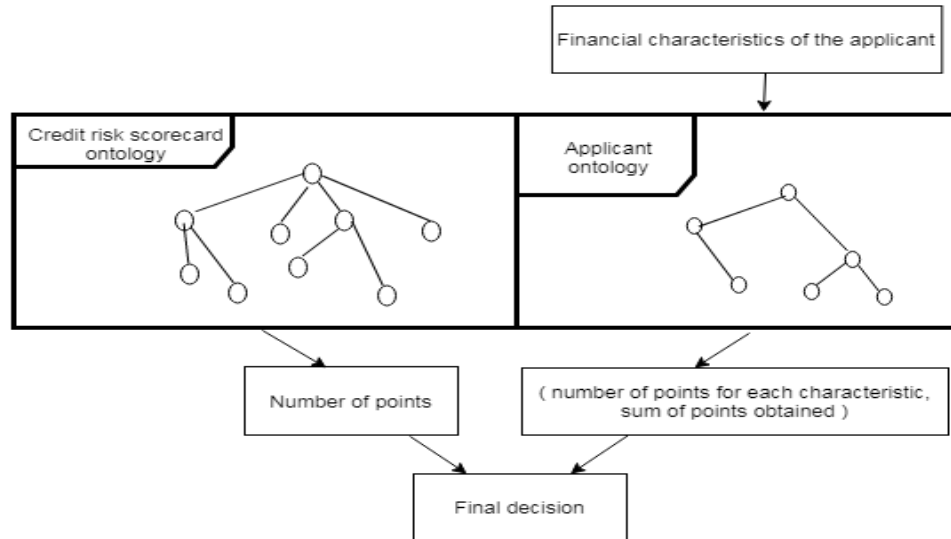 Financial characteristics of the applicant
Credit risk scorecard
ontology
Applicant
ontology
Number of points
( number of points for each characteristic,
sum of points obtained )
Final decision